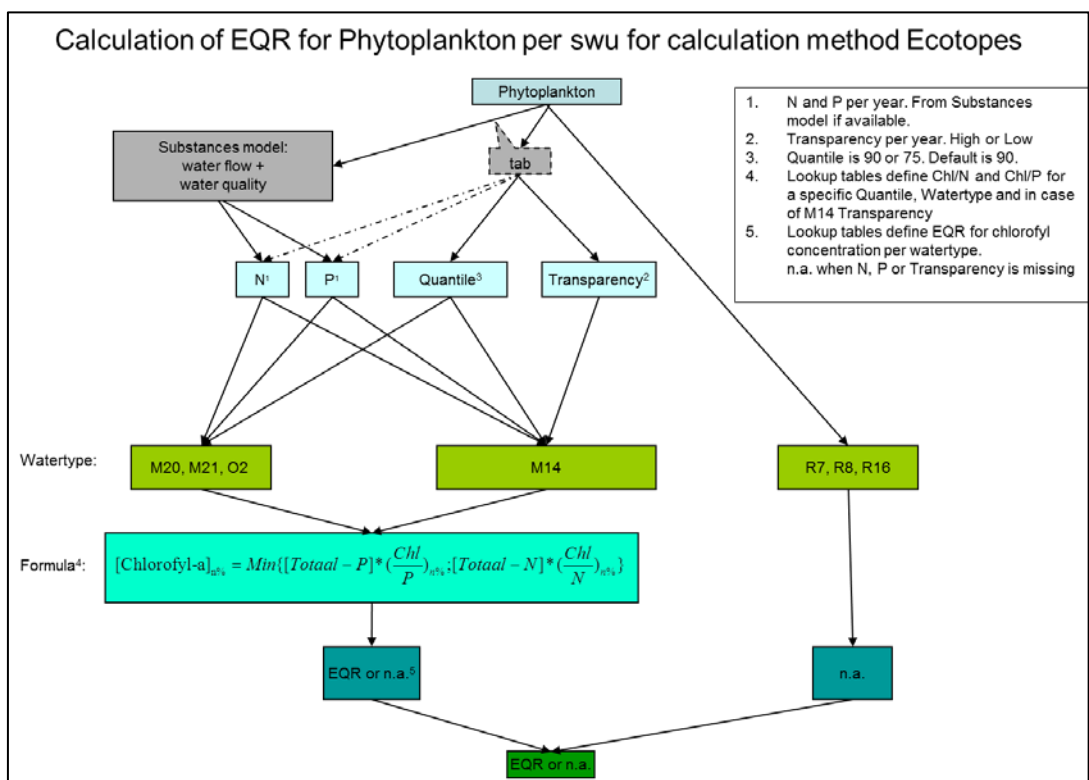 Calculation of EQR for Phytoplankton per swu for calculation method Ecotopes
Phytoplankton
Substances model:
water flow +
water quality
tab
1. N and P per year. From Substances
model if available.
2. Transparency per year. High or Low
3. Quantile is 90 or 75. Default is 90.
4. Lookup tables define Chl/N and Chl/P for
a specific Quantile, Watertype and in case
of M14 Transparency
5. Lookup tables define EQR for chlorofyl
concentration per watertype.
n.a. when N, P or Transparency is missing
N¹
P¹
Quantile³
Transparency²
Watertype:
M20, M21, O2
M14
R7, R8, R16
Formula⁴:
[Chlorofyl-a]n% = Min{[Totaal – P]*(Chl/P)n%;[Totaal – N]*(Chl/N)n%}
EQR or n.a.⁵
n.a.
EQR or n.a.